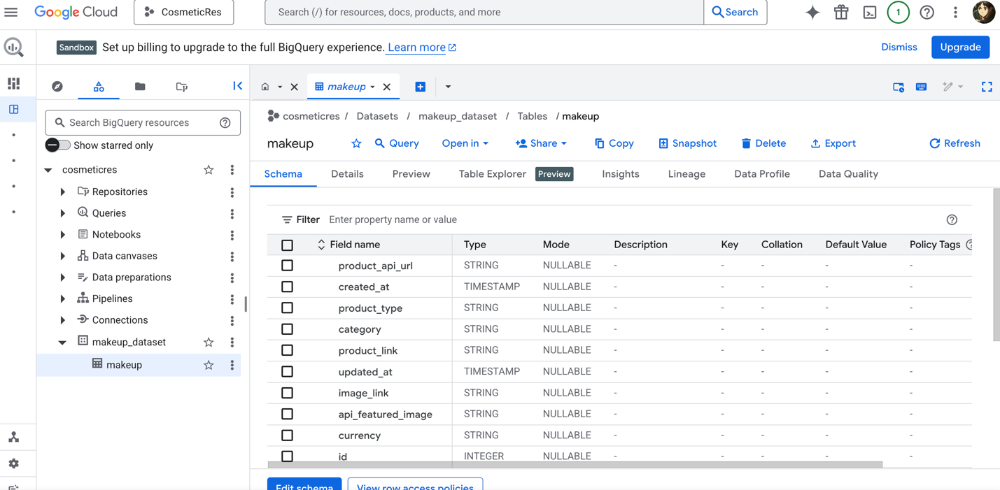 Google Cloud CosmeticRes Search (/) for resources, docs, products, and more Search 1
Sandbox Set up billing to upgrade to the full BigQuery experience. Learn more Dismiss Upgrade
makeup
Search BigQuery resources
Show starred only
cosmeticres
Repositories
Queries
Notebooks
Data canvases
Data preparations
Pipelines
Connections
makeup_dataset
makeup
cosmeticres / Datasets / makeup_dataset / Tables / makeup
makeup Query Open in Share Copy Snapshot Delete Export Refresh
Schema Details Preview Table Explorer Preview Insights Lineage Data Profile Data Quality
Filter Enter property name or value
Field name Type Mode Description Key Collation Default Value Policy Tags
product_api_url STRING NULLABLE - - - - -
created_at TIMESTAMP NULLABLE - - - - -
product_type STRING NULLABLE - - - - -
category STRING NULLABLE - - - - -
product_link STRING NULLABLE - - - - -
updated_at TIMESTAMP NULLABLE - - - - -
image_link STRING NULLABLE - - - - -
api_featured_image STRING NULLABLE - - - - -
currency STRING NULLABLE - - - - -
id INTEGER NULLABLE - - - - -
Edit schema View row access policies